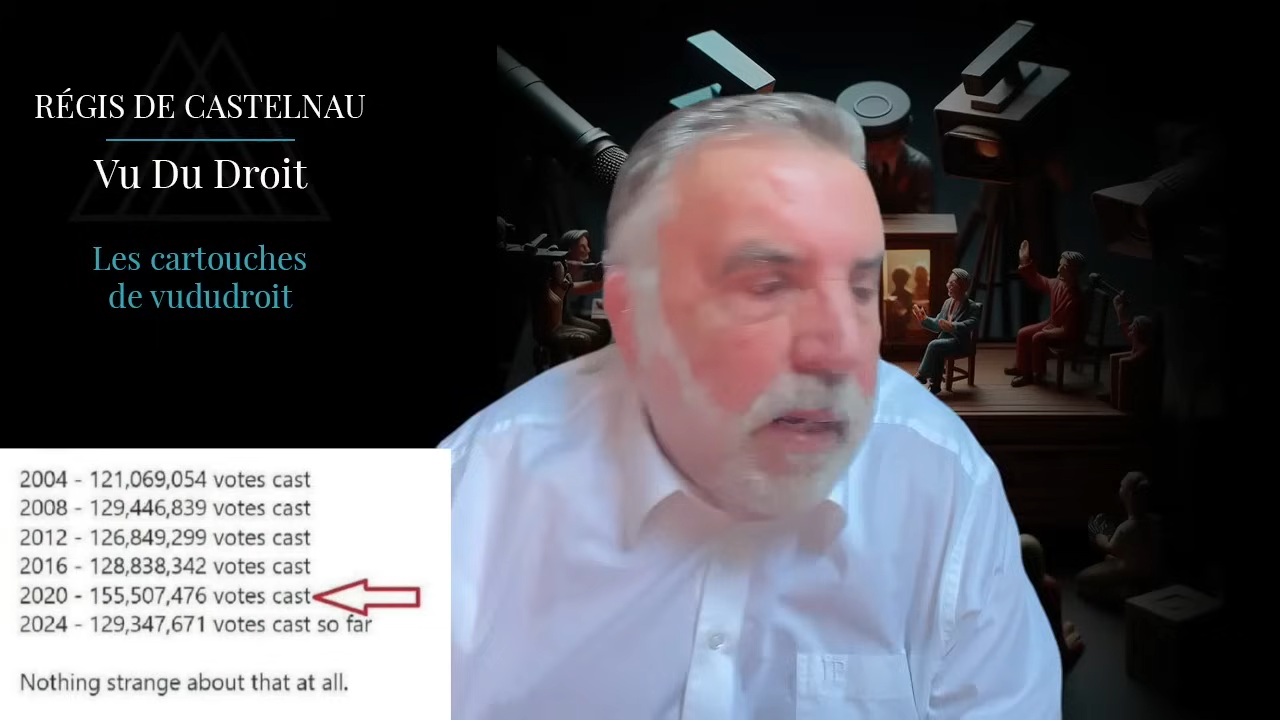 RÉGIS DE CASTELNAU
Vu Du Droit
Les cartouches
de vududroit
2004 - 121,069,054 votes cast
2008 - 129,446,839 votes cast
2012 - 126,849,299 votes cast
2016 - 128,838,342 votes cast
2020 - 155,507,476 votes cast
2024 - 129,347,671 votes cast so far
Nothing strange about that at all.